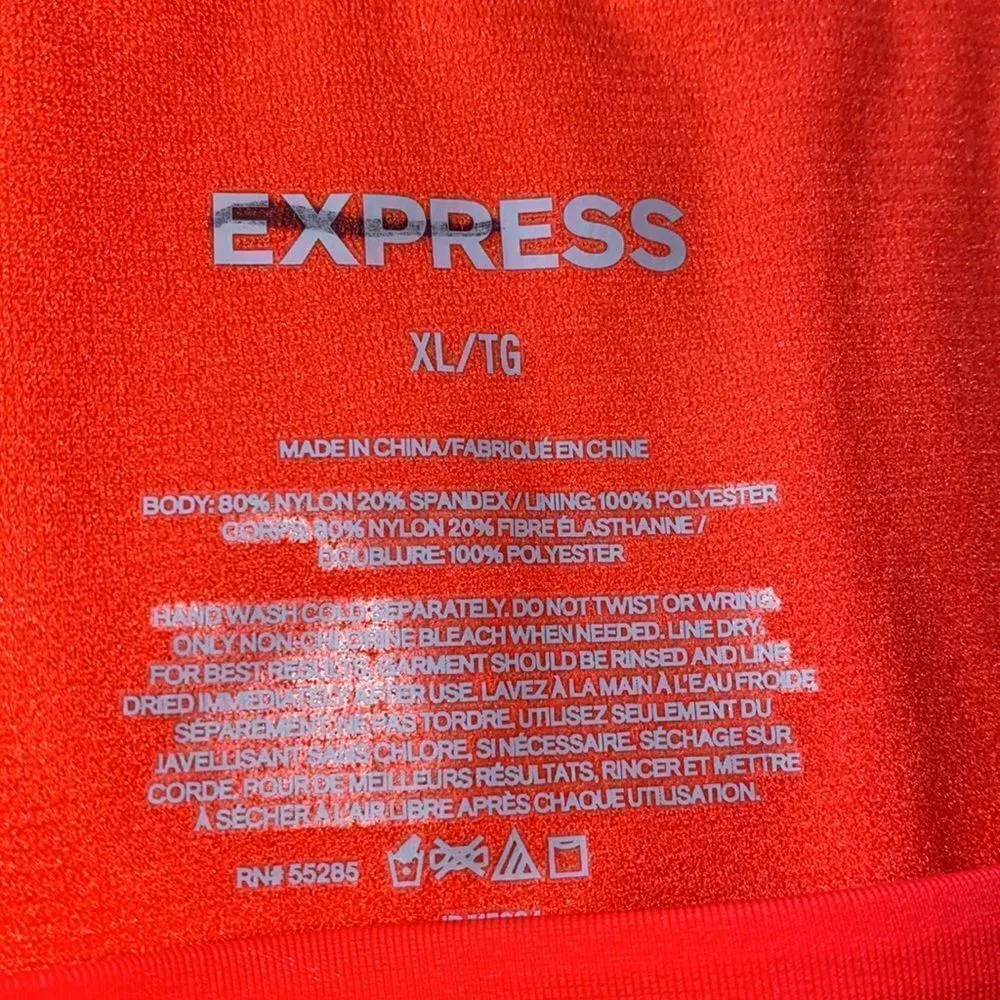 EXPRESS
XL/TG
MADE IN CHINA/FABRIQUÉ EN CHINE
BODY: 80% NYLON 20% SPANDEX / LINING: 100% POLYESTER
CORPS: 80% NYLON 20% FIBRE ÉLASTHANNE /
DOUBLURE: 100% POLYESTER
HAND WASH COLD SEPARATELY. DO NOT TWIST OR WRING.
ONLY NON-CHLORINE BLEACH WHEN NEEDED. LINE DRY.
FOR BEST RESULTS, GARMENT SHOULD BE RINSED AND LINE
DRIED IMMEDIATELY AFTER USE. LAVEZ À LA MAIN À L'EAU FROIDE
SÉPARÉMENT. NE PAS TORDRE. UTILISEZ SEULEMENT DU
JAVELLISANT SANS CHLORE, SI NÉCESSAIRE. SÉCHAGE SUR
CORDE. POUR DE MEILLEURS RÉSULTATS, RINCER ET METTRE
À SÉCHER À L'AIR LIBRE APRÈS CHAQUE UTILISATION.
RN# 55285